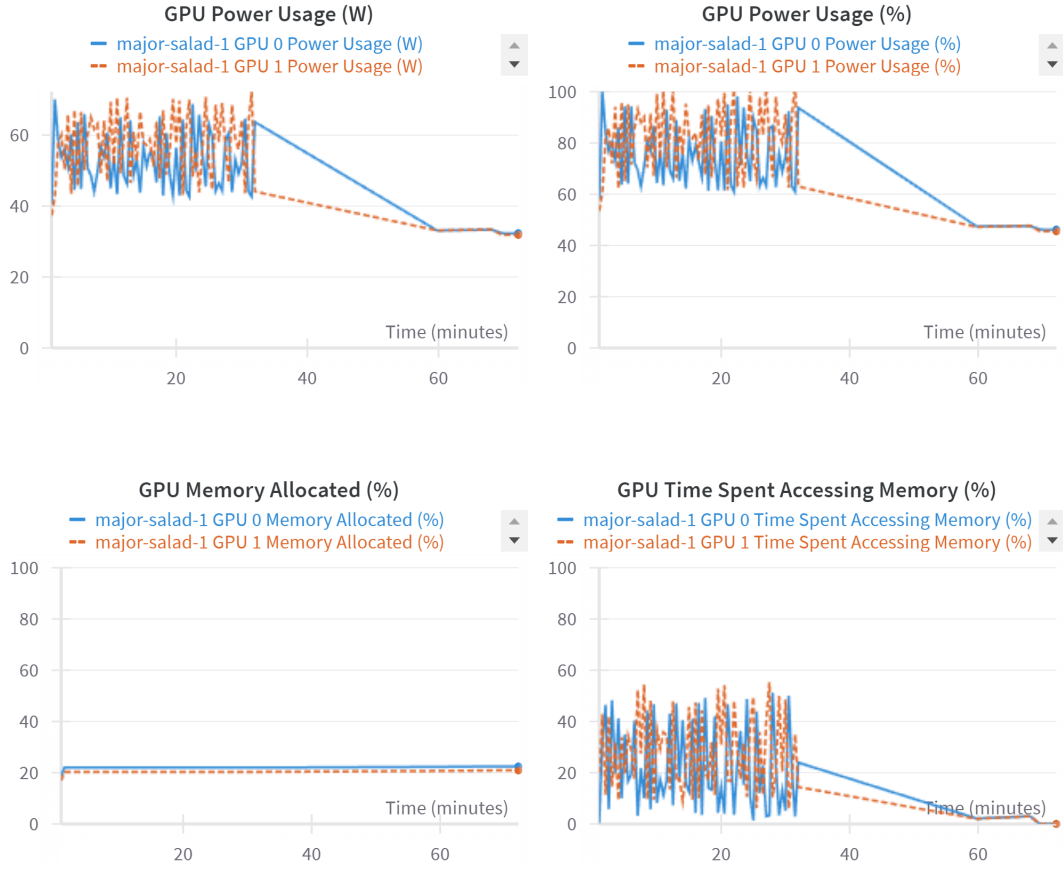 GPU Power Usage (W)
major-salad-1 GPU 0 Power Usage (W)
major-salad-1 GPU 1 Power Usage (W)
60
40
20
0
Time (minutes)
20
40
60
GPU Power Usage (%)
major-salad-1 GPU 0 Power Usage (%)
major-salad-1 GPU 1 Power Usage (%)
100
80
60
40
20
0
Time (minutes)
20
40
60
GPU Memory Allocated (%)
major-salad-1 GPU 0 Memory Allocated (%)
major-salad-1 GPU 1 Memory Allocated (%)
100
80
60
40
20
0
Time (minutes)
20
40
60
GPU Time Spent Accessing Memory (%)
major-salad-1 GPU 0 Time Spent Accessing Memory (%)
major-salad-1 GPU 1 Time Spent Accessing Memory (%)
100
80
60
40
20
0
Time (minutes)
20
40
60